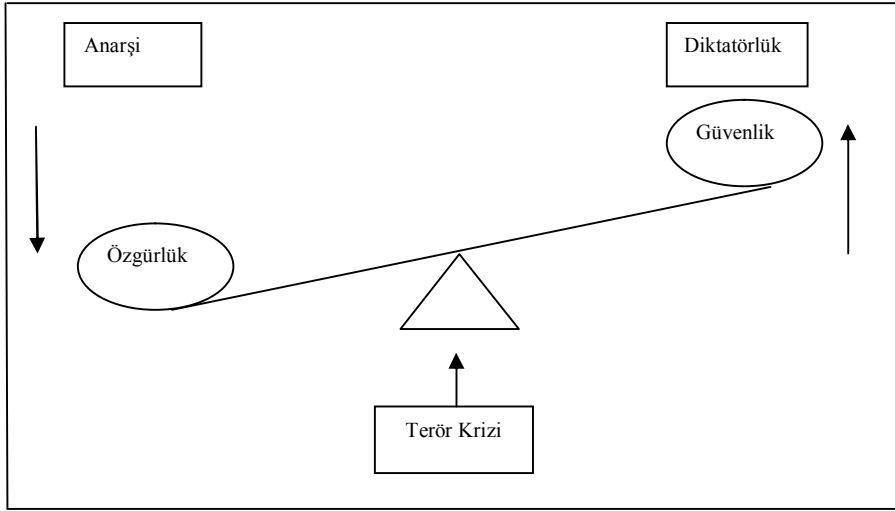 Anarşi
Diktatörlük
Güvenlik
Özgürlük
Terör Krizi